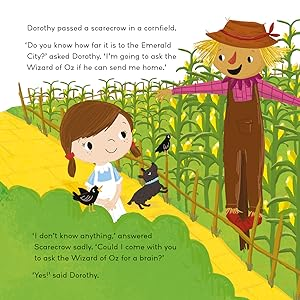 Dorothy passed a scarecrow in a cornfield.
'Do you know how far it is to the Emerald
City?' asked Dorothy. 'I'm going to ask the
Wizard of Oz if he can send me home.'
'I don't know anything,' answered
Scarecrow sadly. 'Could I come with you
to ask the Wizard of Oz for a brain?'
'Yes!' said Dorothy.